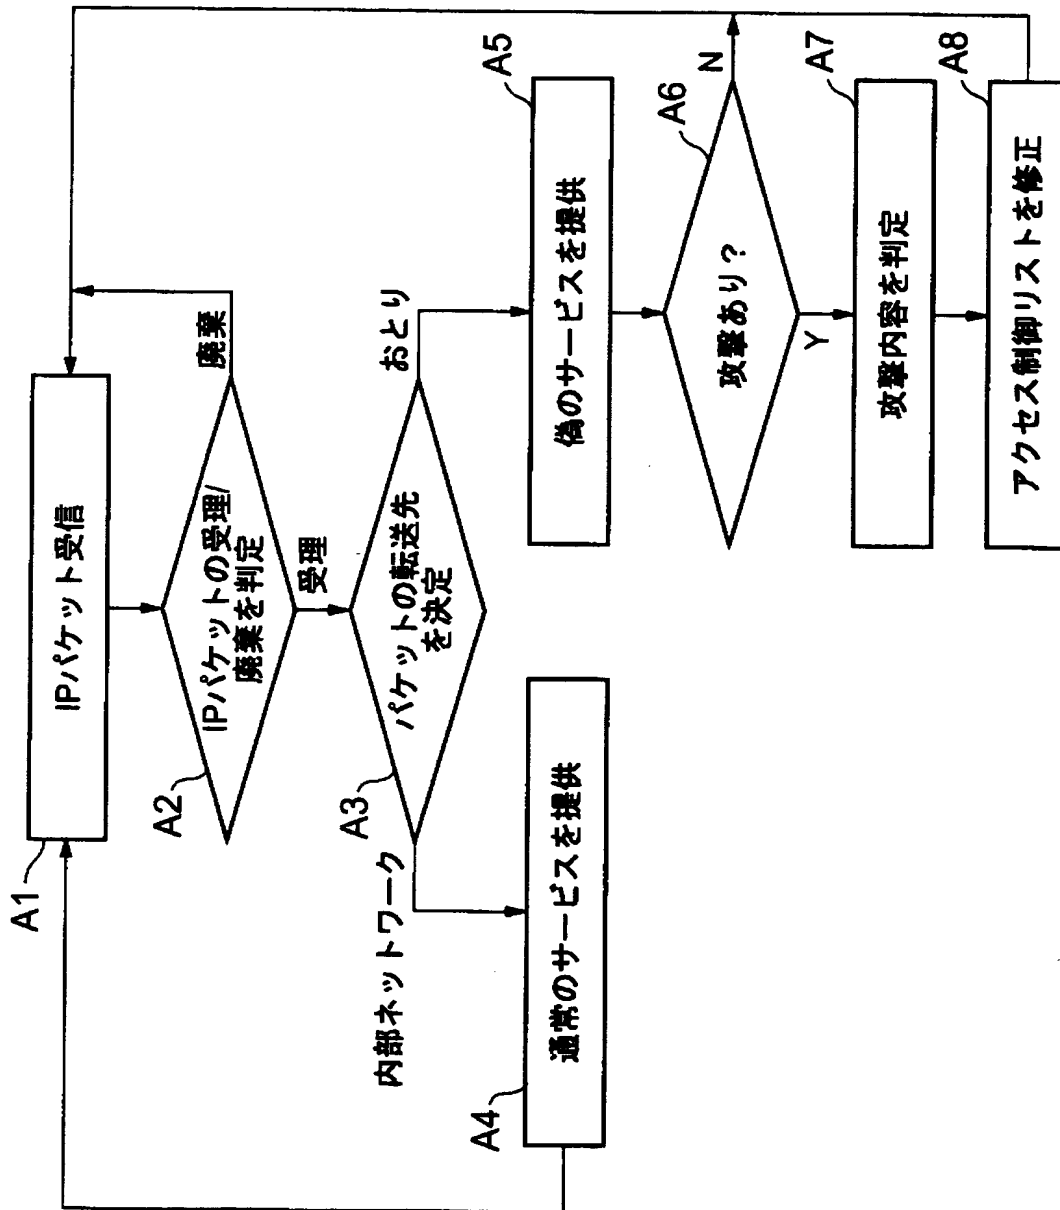 A1
IPパケット受信
A2
IPパケットの受理/
廃棄を判定
廃棄
受理
A3
パケットの転送先
を決定
内部ネットワーク
おとり
A4
通常のサービスを提供
A5
偽のサービスを提供
A6
攻撃あり？
N
Y
A7
攻撃内容を判定
A8
アクセス制御リストを修正